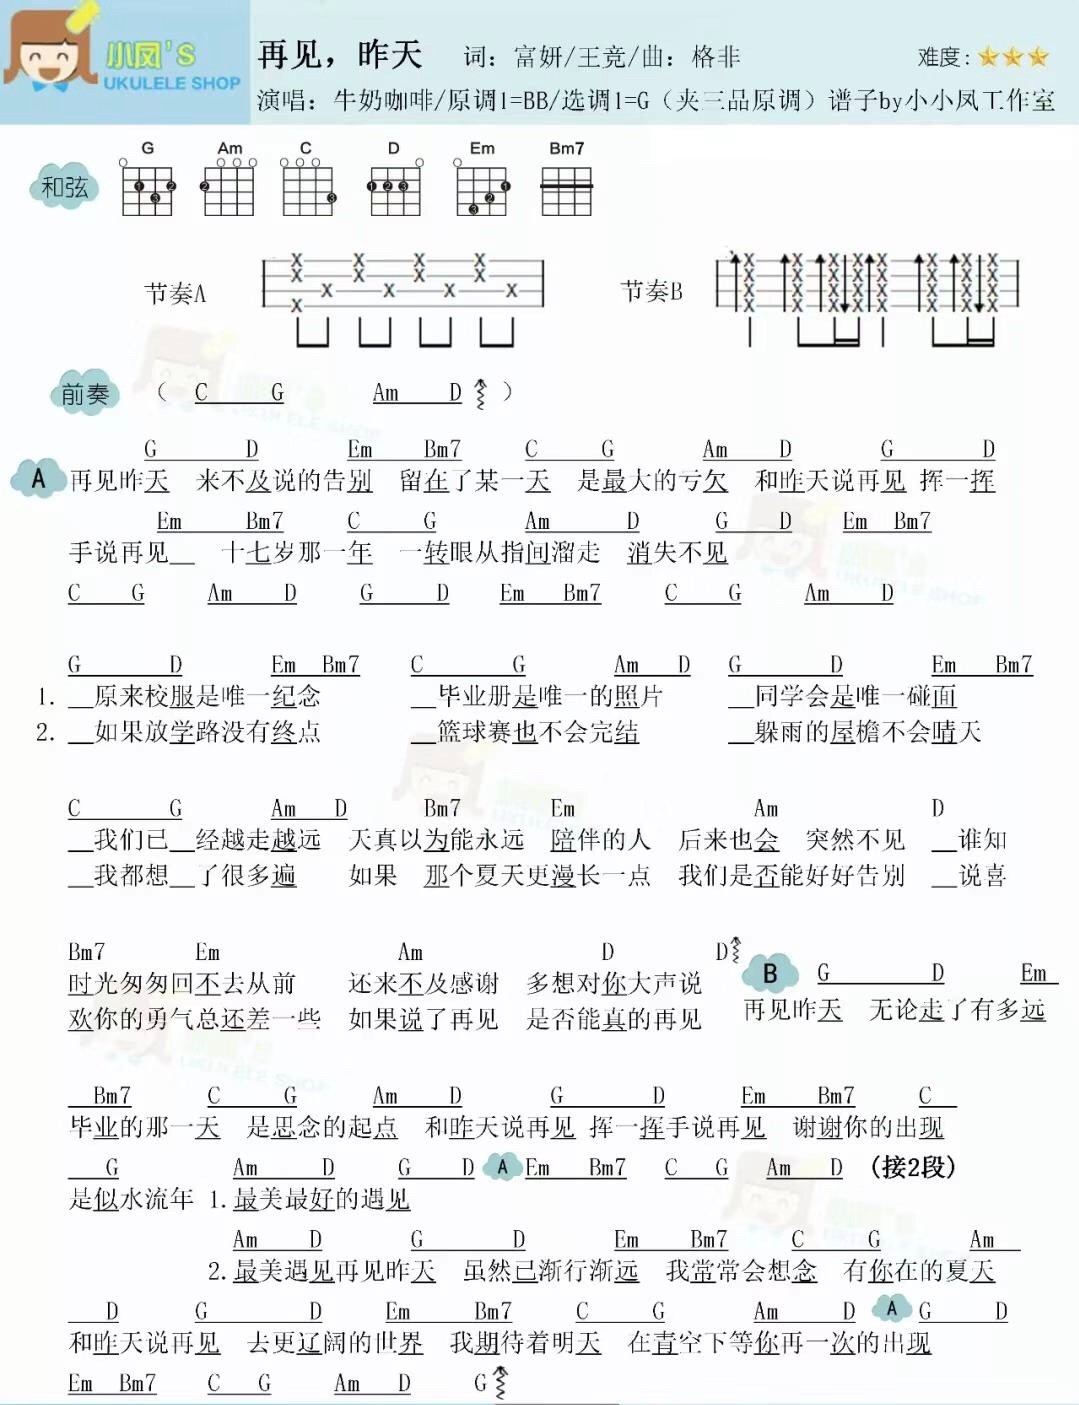 小凤'S
UKULELE SHOP
再见，昨天 词：富妍/王竞/曲：格非 难度：
演唱：牛奶咖啡/原调1=BB/选调1=G（夹三品原调）谱子by小小凤工作室
和弦 G Am C D Em Bm7
节奏A 节奏B
前奏 （ C G Am D ）
G D Em Bm7 C G Am D G D
A 再见昨天 来不及说的告别 留在了某一天 是最大的亏欠 和昨天说再见 挥一挥
Em Bm7 C G Am D G D Em Bm7
手说再见__ 十七岁那一年 一转眼从指间溜走 消失不见
C G Am D G D Em Bm7 C G Am D
G D Em Bm7 C G Am D G D Em Bm7
1. __原来校服是唯一纪念 __毕业册是唯一的照片 __同学会是唯一碰面
2. __如果放学路没有终点 __篮球赛也不会完结 __躲雨的屋檐不会晴天
C G Am D Bm7 Em Am D
__我们已__经越走越远 天真以为能永远 陪伴的人 后来也会 突然不见 __谁知
__我都想__了很多遍 如果 那个夏天更漫长一点 我们是否能好好告别 __说喜
Bm7 Em Am D D
时光匆匆回不去从前 还来不及感谢 多想对你大声说
欢你的勇气总还差一些 如果说了再见 是否能真的再见
B G D Em
再见昨天 无论走了有多远
Bm7 C G Am D G D Em Bm7 C
毕业的那一天 是思念的起点 和昨天说再见 挥一挥手说再见 谢谢你的出现
G Am D G D A Em Bm7 C G Am D (接2段)
是似水流年 1.最美最好的遇见
Am D G D Em Bm7 C G Am
2.最美遇见再见昨天 虽然已渐行渐远 我常常会想念 有你在的夏天
D G D Em Bm7 C G Am D A G D
和昨天说再见 去更辽阔的世界 我期待着明天 在青空下等你再一次的出现
Em Bm7 C G Am D G